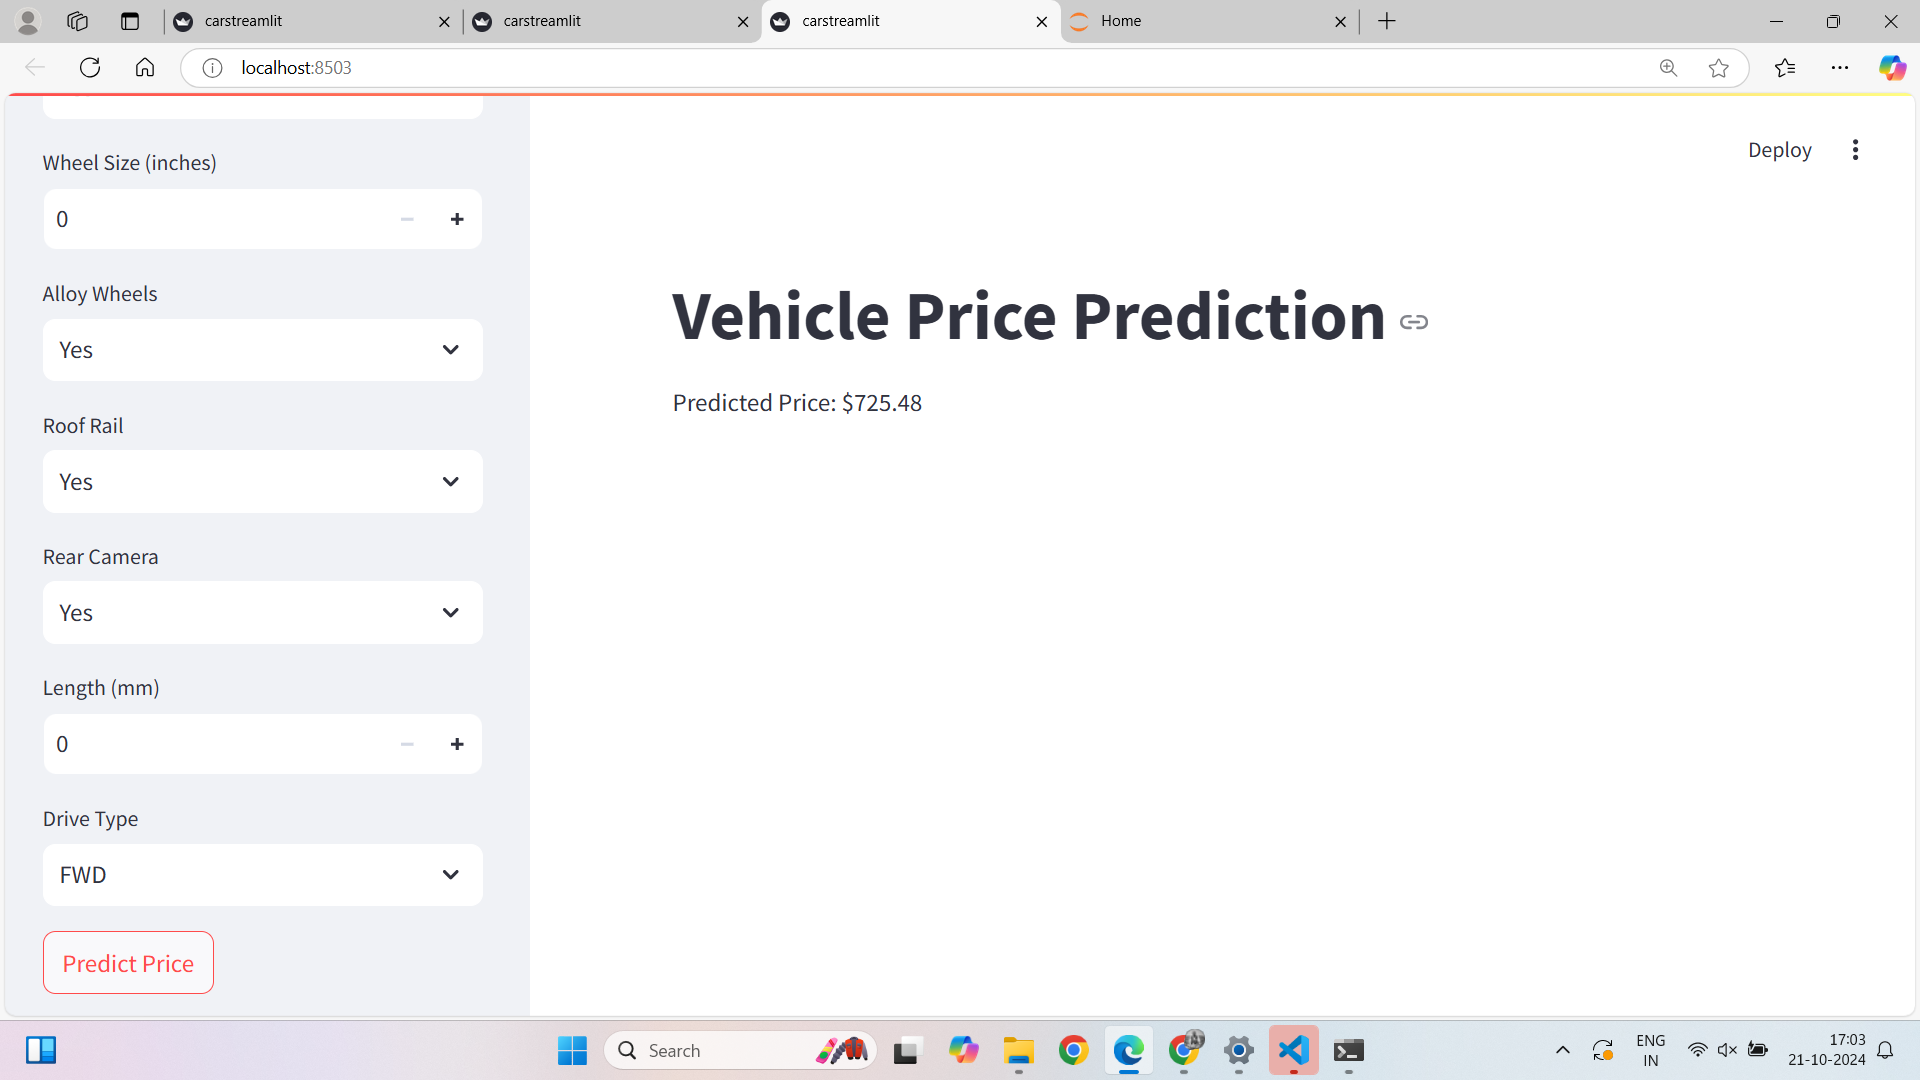 carstreamlit
carstreamlit
carstreamlit
Home
localhost:8503
Deploy
Wheel Size (inches)
0
Alloy Wheels
Yes
Roof Rail
Yes
Rear Camera
Yes
Length (mm)
0
Drive Type
FWD
Predict Price
Vehicle Price Prediction
Predicted Price: $725.48
Search
ENG
IN
17:03
21-10-2024